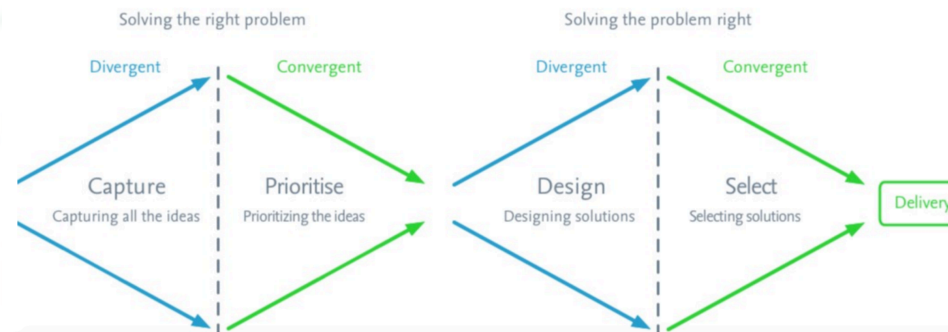 Solving the right problem
Solving the problem right
Divergent
Convergent
Divergent
Convergent
Capture
Capturing all the ideas
Prioritise
Prioritizing the ideas
Design
Designing solutions
Select
Selecting solutions
Delivery